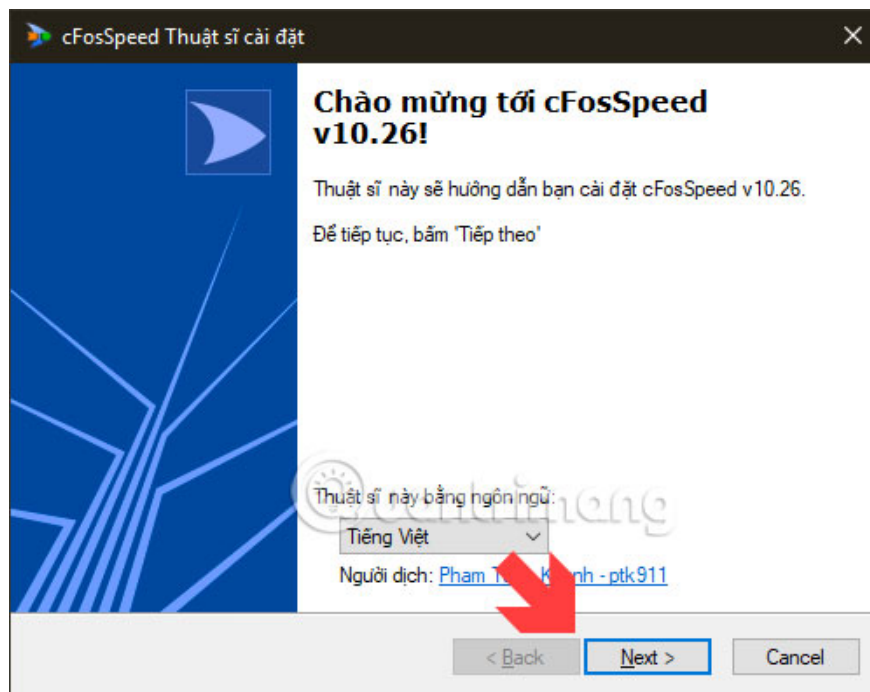 cFosSpeed Thuật sĩ cài đặt
Chào mừng tới cFosSpeed
v10.26!
Thuật sĩ này sẽ hướng dẫn bạn cài đặt cFosSpeed v10.26.
Để tiếp tục, bấm "Tiếp theo"
Thuật sĩ này bằng ngôn ngữ:
Quantrimang
Tiếng Việt
Người dịch: Pham - ptk911
< Back
Next >
Cancel